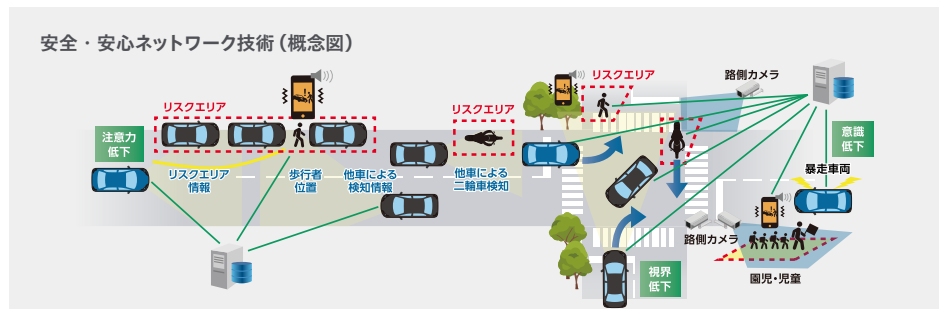 安全・安心ネットワーク技術（概念図）
リスクエリア
注意力
低下
リスクエリア
情報
歩行者
位置
他車による
検知情報
リスクエリア
他車による
二輪車検知
リスクエリア
路側カメラ
意識
低下
暴走車両
路側カメラ
視界
低下
園児・児童